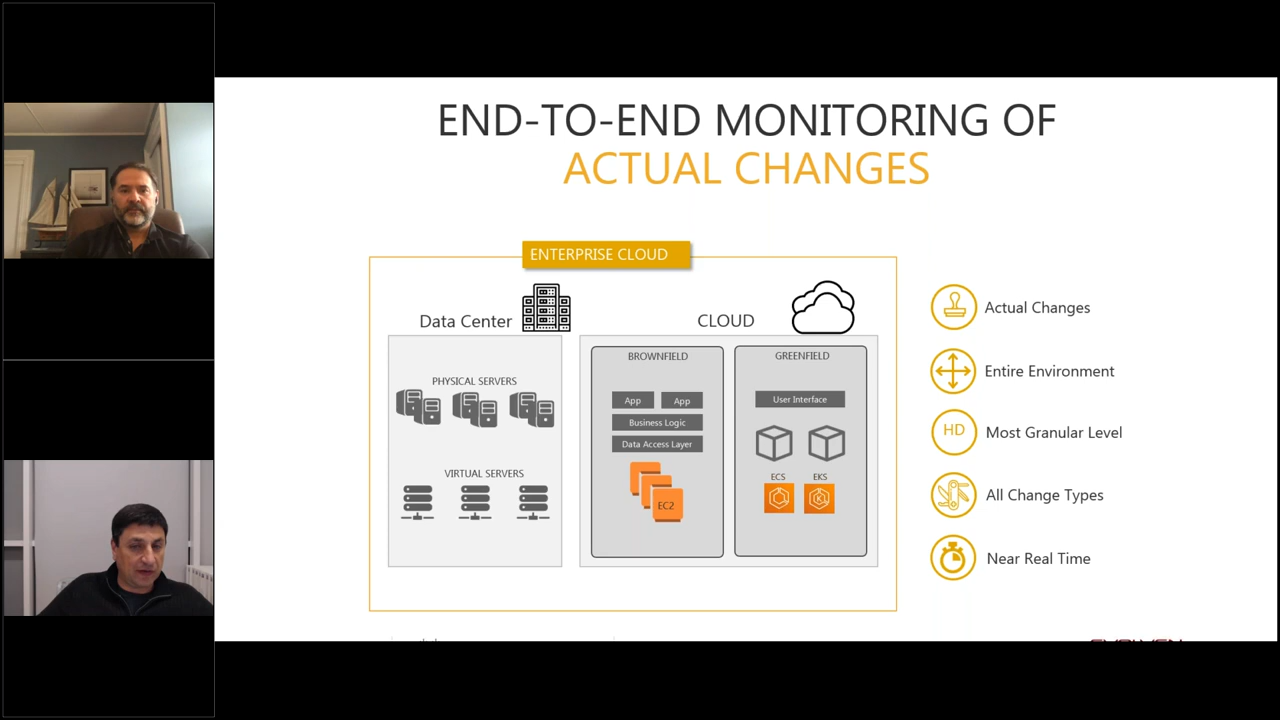 END-TO-END MONITORING OF
ACTUAL CHANGES
ENTERPRISE CLOUD
Data Center
PHYSICAL SERVERS
VIRTUAL SERVERS
CLOUD
BROWNFIELD
App App
Business Logic
Data Access Layer
EC2
GREENFIELD
User Interface
ECS EKS
K
Actual Changes
Entire Environment
HD
Most Granular Level
All Change Types
Near Real Time